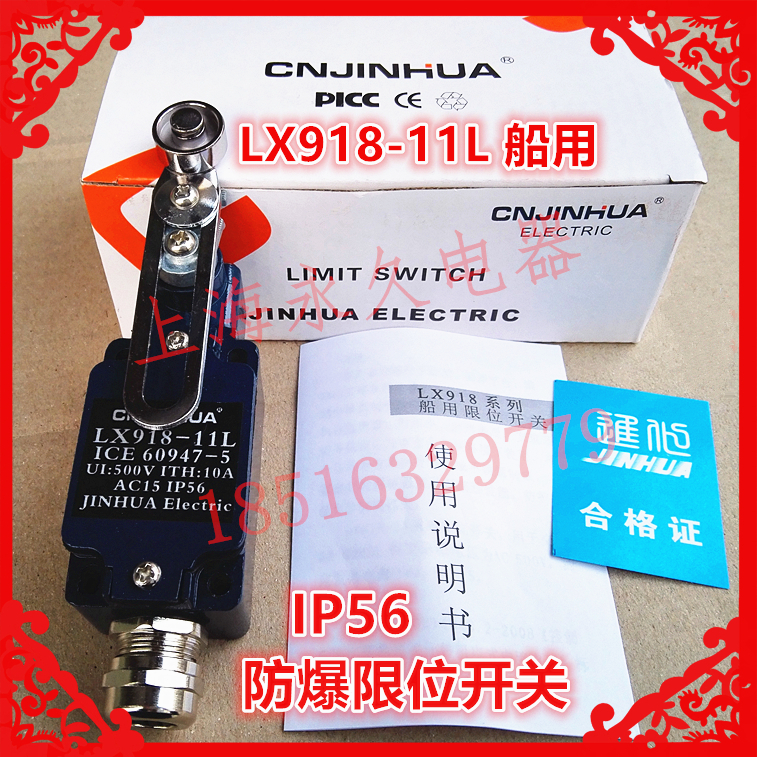 CNJINHUA®
PICC CE
LX918-11L 船用
CNJINHUA®
ELECTRIC
LIMIT SWITCH
JINHUA ELECTRIC
上海永久电器
18516329779
CNJINHUA®
LX918-11L
ICE 60947-5
UI:500V ITH:10A
AC15 IP56
JINHUA Electric
LX918系列
船用限位开关
使用说明书
JINHUA
合格证
IP56
防爆限位开关